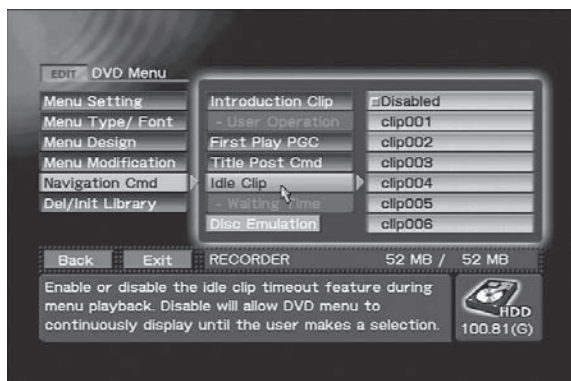 EDIT DVD Menu
Menu Setting
Menu Type/ Font
Menu Design
Menu Modification
Navigation Cmd
Del/Init Library
Introduction Clip
- User Operation
First Play PGC
Title Post Cmd
Idle Clip
- Waiting Time
Disc Emulation
Disabled
clip001
clip002
clip003
clip004
clip005
clip006
Back Exit RECORDER 52 MB / 52 MB
Enable or disable the idle clip timeout feature during
menu playback. Disable will allow DVD menu to
continuously display until the user makes a selection.
HDD
100.81(G)